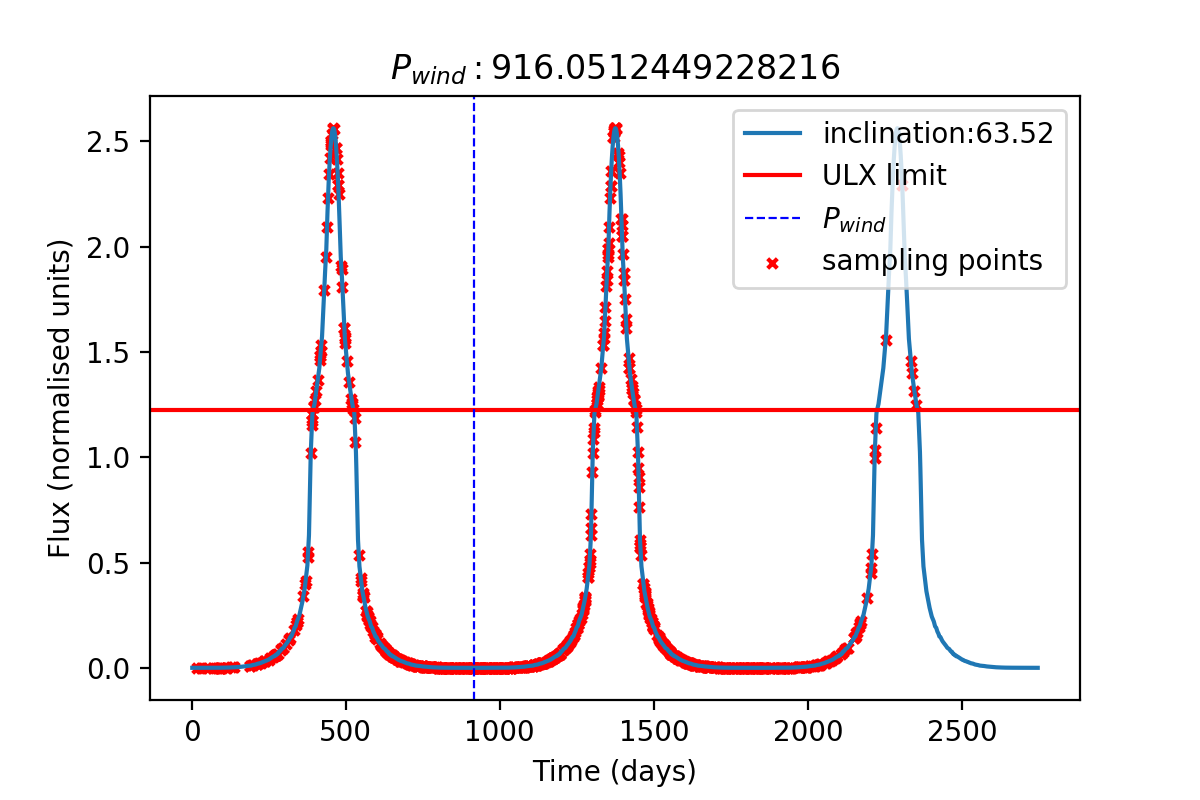 P_wind : 916.0512449228216
inclination:63.52
ULX limit
P_wind
sampling points
Flux (normalised units)
2.5
2.0
1.5
1.0
0.5
0.0
0 500 1000 1500 2000 2500
Time (days)